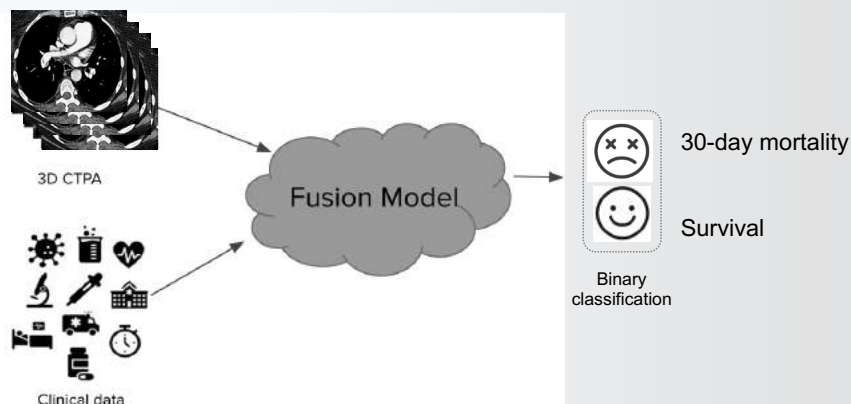 3D CTPA
Clinical data
Fusion Model
30-day mortality
Survival
Binary
classification